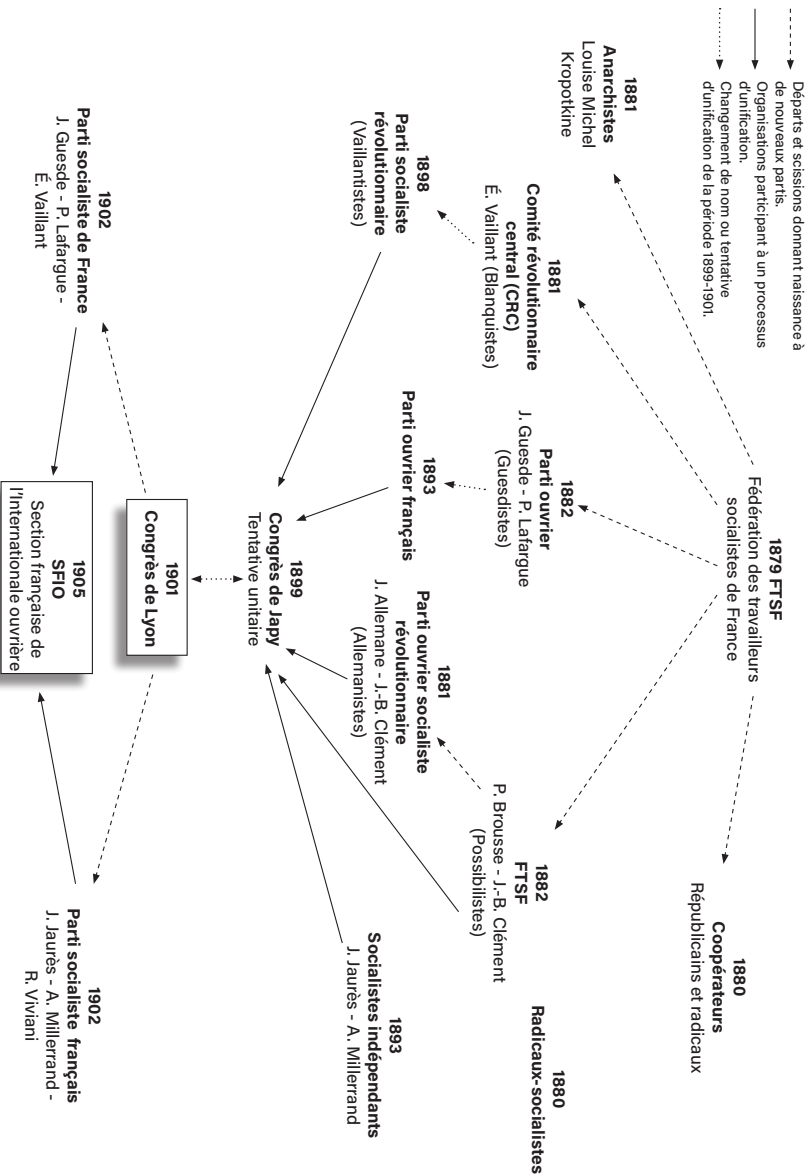 Départs et scissions donnant naissance à
de nouveaux partis.
Organisations participant à un processus
d'unification.
Changement de nom ou tentative
d'unification de la période 1899-1901.
1879 FTSF
Fédération des travailleurs
socialistes de France
1881
Anarchistes
Louise Michel
Kropotkine
1881
Comité révolutionnaire
central (CRC)
É. Vaillant (Blanquistes)
1882
Parti ouvrier
J. Guesde - P. Lafargue
(Guesdistes)
1882
FTSF
P. Brousse - J.-B. Clément
(Possibilistes)
1880
Coopérateurs
Républicains et radicaux
1880
Radicaux-socialistes
1898
Parti socialiste
révolutionnaire
(Vaillantistes)
1893
Parti ouvrier français
1881
Parti ouvrier socialiste
révolutionnaire
J. Allemane - J.-B. Clément
(Allemanistes)
1893
Socialistes indépendants
J. Jaurès - A. Millerrand
1899
Congrès de Japy
Tentative unitaire
1901
Congrès de Lyon
1902
Parti socialiste de France
J. Guesde - P. Lafargue -
É. Vaillant
1905
SFIO
Section française de
l'Internationale ouvrière
1902
Parti socialiste français
J. Jaurès - A. Millerrand -
R. Viviani